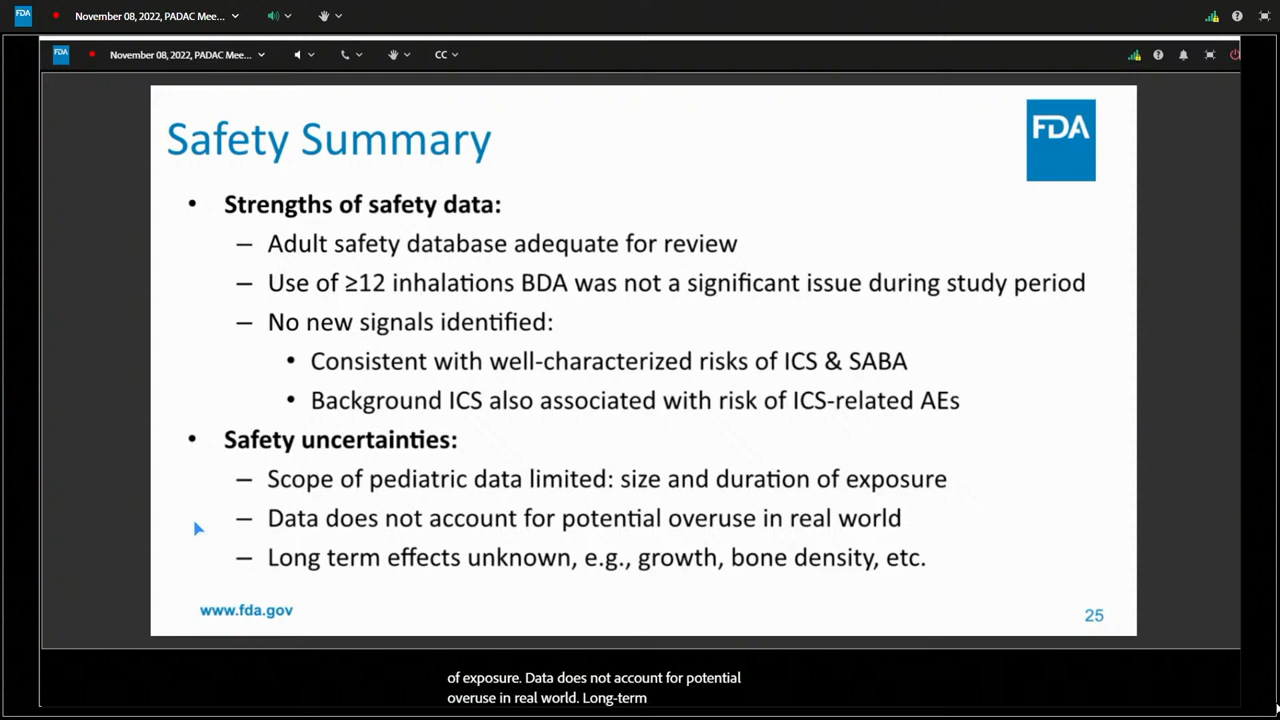 FDA
November 08, 2022, PADAC Mee...
FDA
November 08, 2022, PADAC Mee...
CC
Safety Summary
FDA
• Strengths of safety data:
– Adult safety database adequate for review
– Use of ≥12 inhalations BDA was not a significant issue during study period
– No new signals identified:
• Consistent with well-characterized risks of ICS & SABA
• Background ICS also associated with risk of ICS-related AEs
• Safety uncertainties:
– Scope of pediatric data limited: size and duration of exposure
– Data does not account for potential overuse in real world
– Long term effects unknown, e.g., growth, bone density, etc.
www.fda.gov
25
of exposure. Data does not account for potential
overuse in real world. Long-term